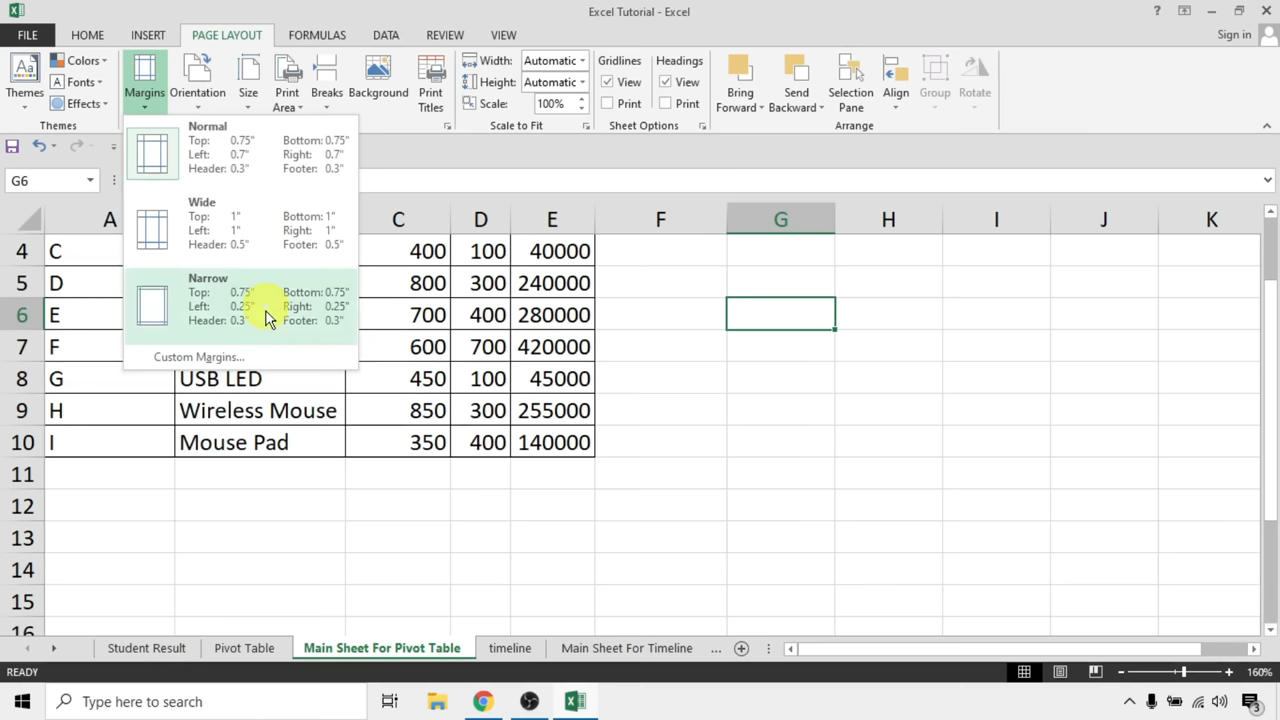 Excel Tutorial - Excel
?
FILE HOME INSERT PAGE LAYOUT FORMULAS DATA REVIEW VIEW Sign in
Themes
Colors
Fonts
Effects
Margins
Orientation
Size
Print
Area
Breaks
Background
Print
Titles
Width: Automatic
Height: Automatic
Scale: 100%
Gridlines
View
Print
Headings
View
Print
Bring
Forward
Send
Backward
Selection
Pane
Align
Group
Rotate
Themes Scale to Fit Sheet Options Arrange
G6
Normal
Top: 0.75" Bottom: 0.75"
Left: 0.7" Right: 0.7"
Header: 0.3" Footer: 0.3"
Wide
Top: 1" Bottom: 1"
Left: 1" Right: 1"
Header: 0.5" Footer: 0.5"
Narrow
Top: 0.75" Bottom: 0.75"
Left: 0.25" Right: 0.25"
Header: 0.3" Footer: 0.3"
Custom Margins...
A C D E F G H I J K
4 C 400 100 40000
5 D 800 300 240000
6 E 700 400 280000
7 F 600 700 420000
8 G USB LED 450 100 45000
9 H Wireless Mouse 850 300 255000
10 I Mouse Pad 350 400 140000
11
12
13
14
15
16
Student Result Pivot Table Main Sheet For Pivot Table timeline Main Sheet For Timeline ...
READY 160%
Type here to search 3